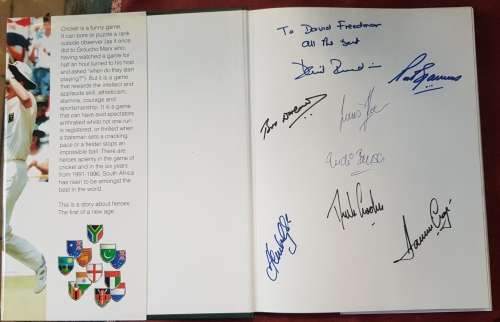 Cricket is a funny game.
It can bore or puzzle a rank
outside observer (as it once
did to Groucho Marx who,
having watched a game for
half an hour turned to his host
and asked "when do they start
playing?"). But it is a game
that rewards the intellect and
applauds skill, athleticism,
stamina, courage and
sportsmanship. It is a game
that can have avid spectators
enthralled whilst not one run
is registered, or thrilled when
a batsman sets a cracking
pace or a fielder stops an
impossible ball. There are
heroes aplenty in the game of
cricket and in the six years
from 1991-1996, South Africa
has risen to be amongst the
best in the world.
This is a story about heroes.
The first of a new age.
To David Freedman
All the best